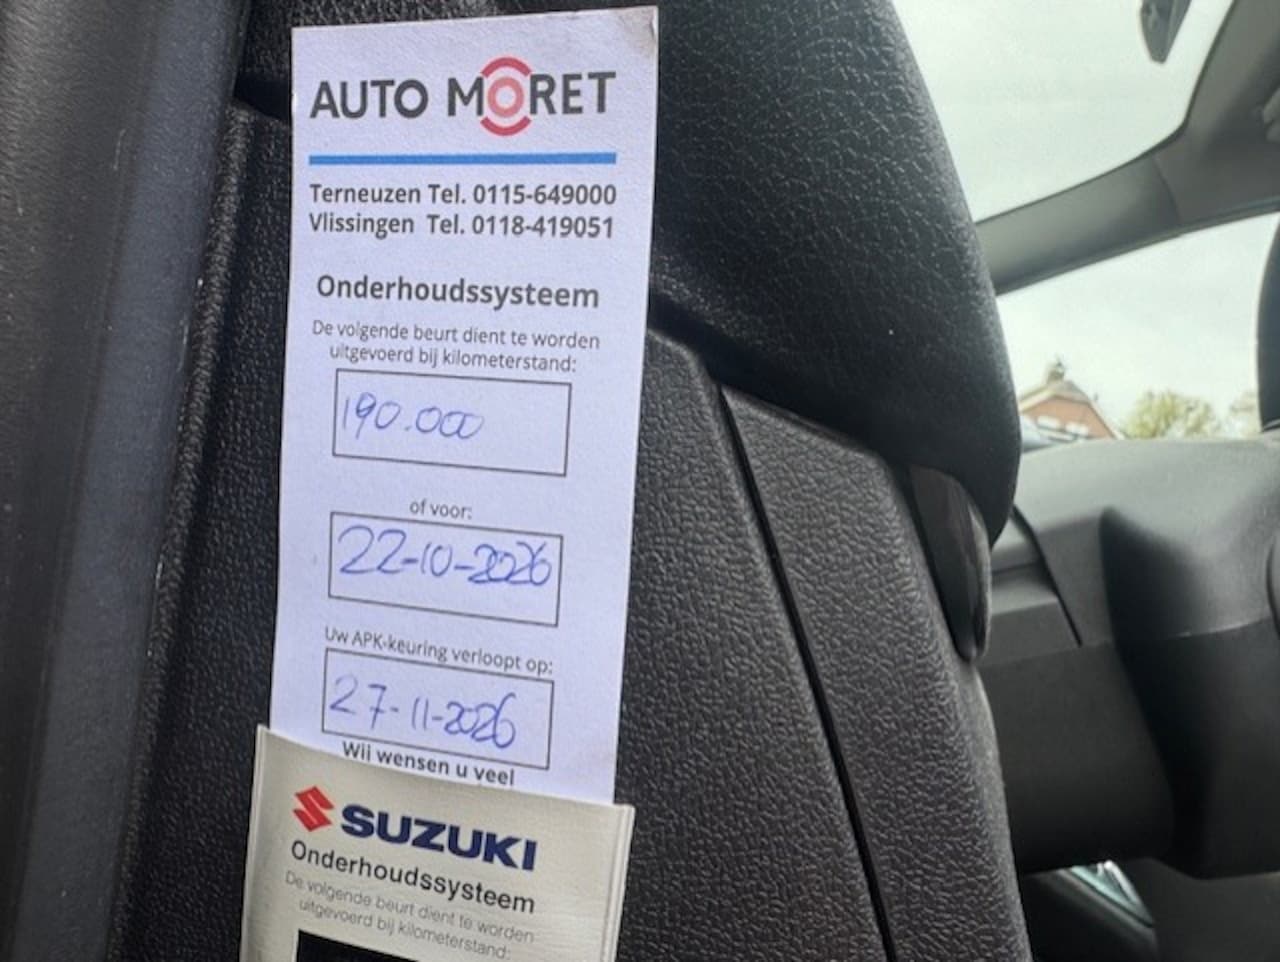 AUTO MORET
Terneuzen Tel. 0115-649000
Vlissingen Tel. 0118-419051
Onderhoudssysteem
De volgende beurt dient te worden
uitgevoerd bij kilometerstand:
190.000
of voor:
22-10-2026
Uw APK-keuring verloopt op:
27-11-2026
Wij wensen u veel
SUZUKI
Onderhoudssysteem
De volgende beurt dient te worden
uitgevoerd bij kilometerstand: